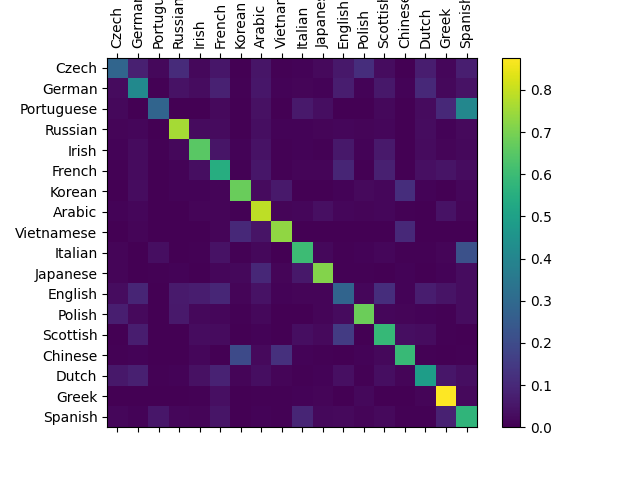 Czech
German
Portugu
Russian
Irish
French
Korean
Arabic
Vietnam
Italian
Japanes
English
Polish
Scottish
Chinese
Dutch
Greek
Spanish
Czech
German
Portuguese
Russian
Irish
French
Korean
Arabic
Vietnamese
Italian
Japanese
English
Polish
Scottish
Chinese
Dutch
Greek
Spanish
0.8
0.7
0.6
0.5
0.4
0.3
0.2
0.1
0.0